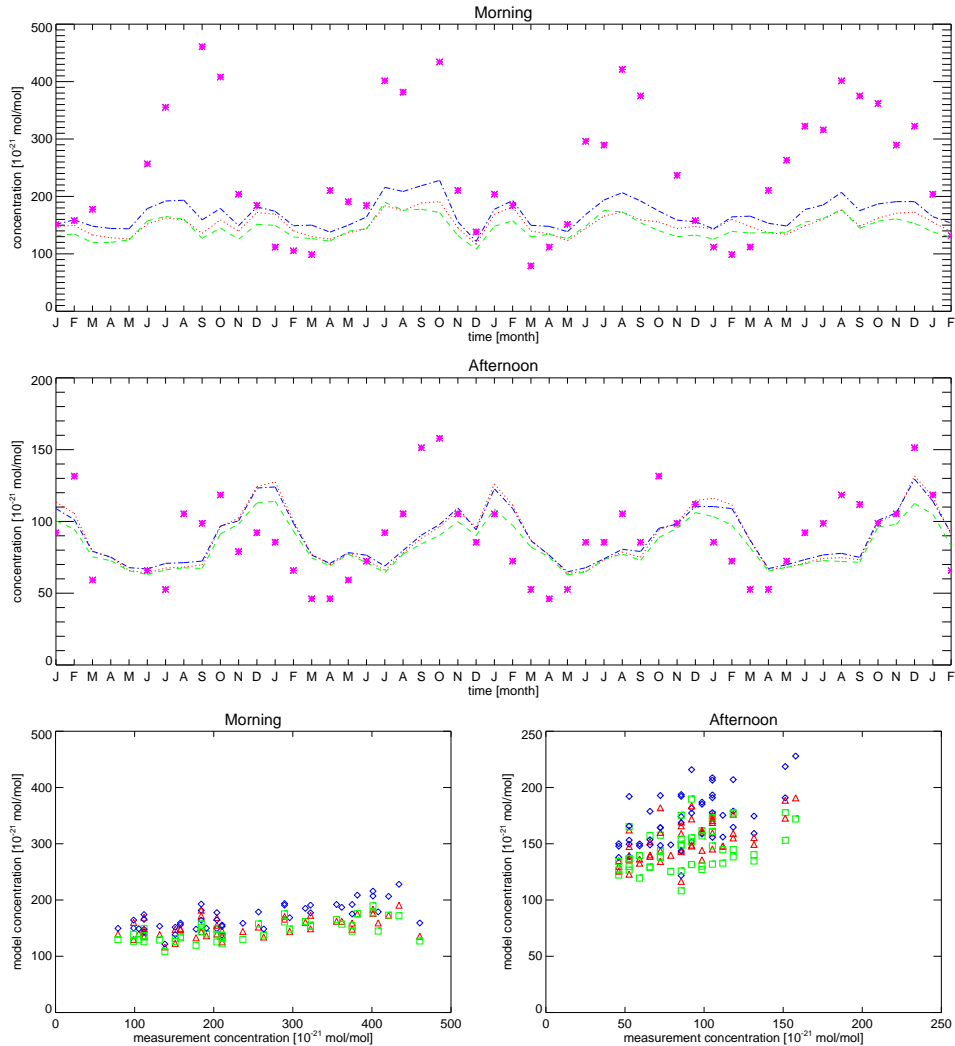 Morning
500
400
300
200
100
0
concentration [10⁻²¹ mol/mol]
J F M A M J J A S O N D J F M A M J J A S O N D J F M A M J J A S O N D J F M A M J J A S O N D J F
time [month]
Afternoon
200
150
100
50
0
concentration [10⁻²¹ mol/mol]
J F M A M J J A S O N D J F M A M J J A S O N D J F M A M J J A S O N D J F M A M J J A S O N D J F
time [month]
Morning
500
400
300
200
100
0
model concentration [10⁻²¹ mol/mol]
0 100 200 300 400 500
measurement concentration [10⁻²¹ mol/mol]
Afternoon
250
200
150
100
50
0
model concentration [10⁻²¹ mol/mol]
0 50 100 150 200 250
measurement concentration [10⁻²¹ mol/mol]